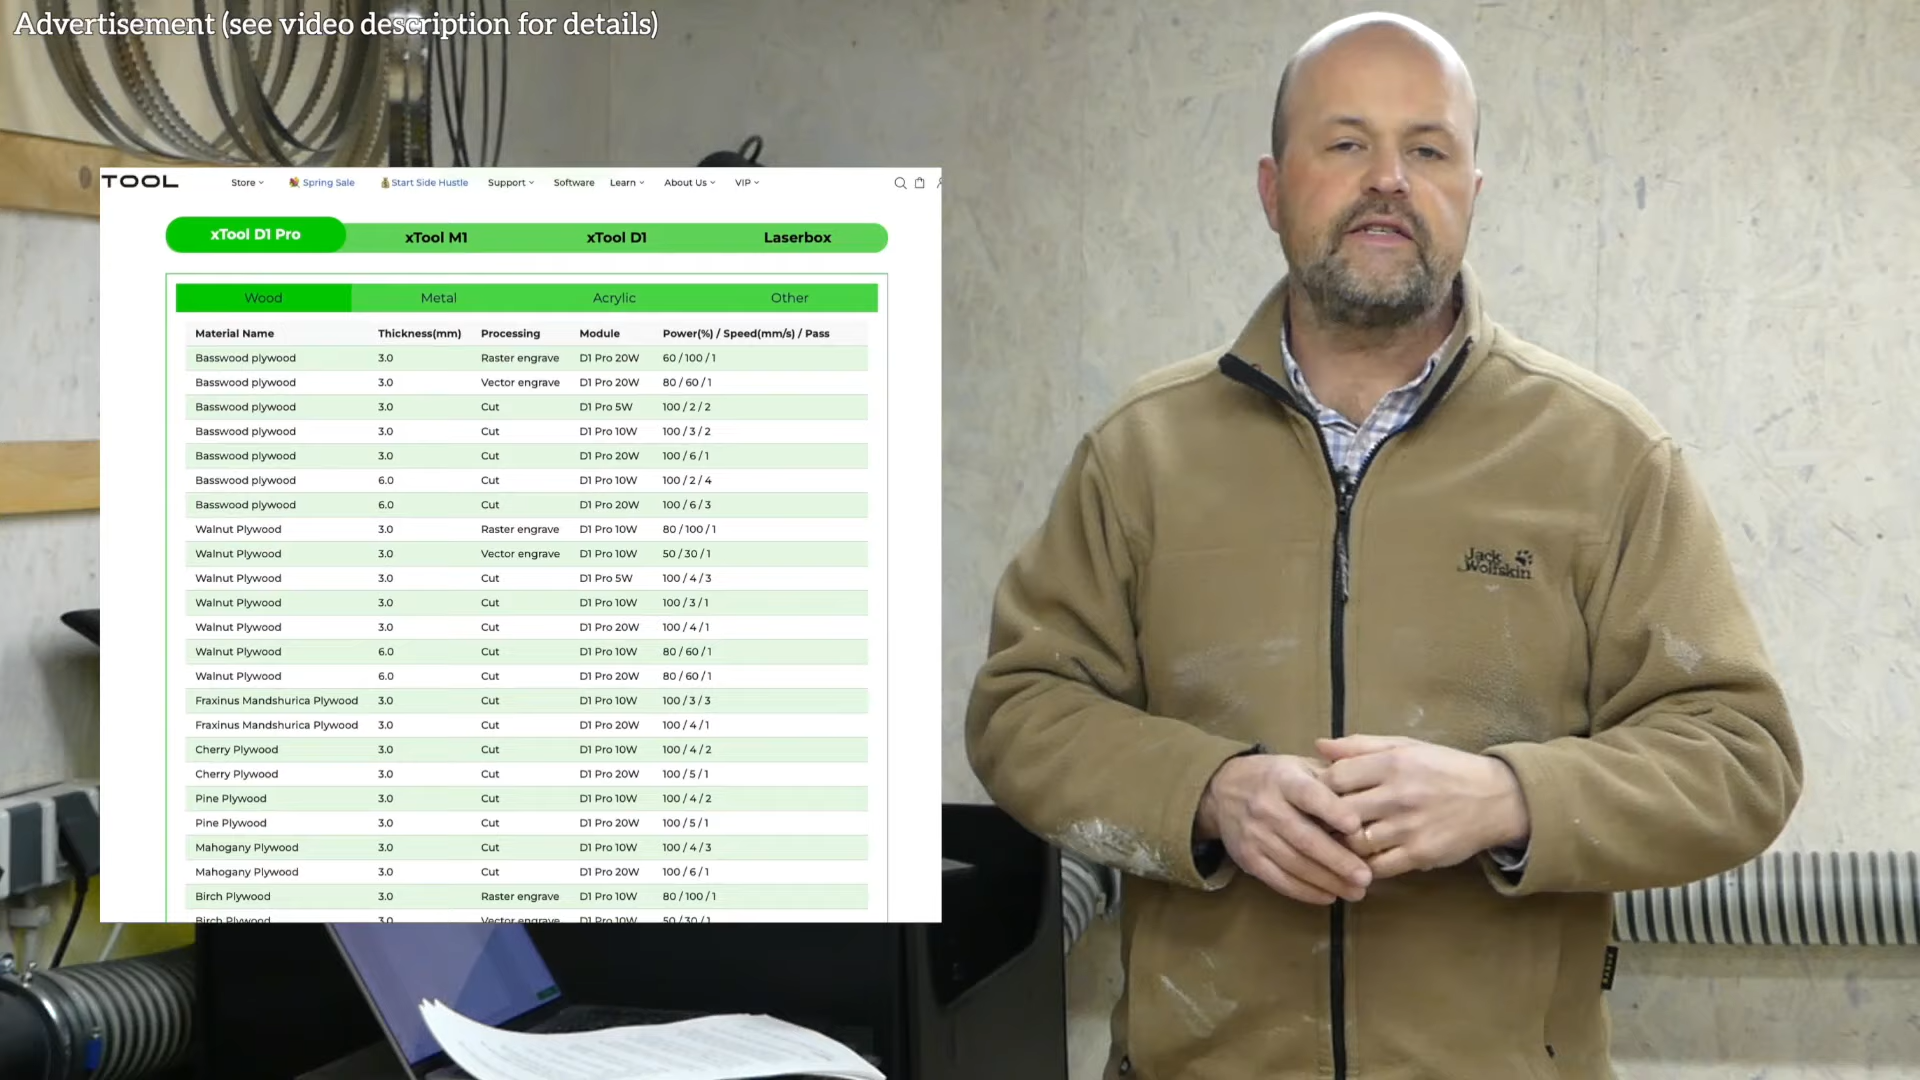 Advertisement (see video description for details)
TOOL Store Spring Sale Start Side Hustle Support Software Learn About Us VIP
xTool D1 Pro xTool M1 xTool D1 Laserbox
Wood Metal Acrylic Other
Material Name Thickness(mm) Processing Module Power(%) / Speed(mm/s) / Pass
Basswood plywood 3.0 Raster engrave D1 Pro 20W 60 / 100 / 1
Basswood plywood 3.0 Vector engrave D1 Pro 20W 80 / 60 / 1
Basswood plywood 3.0 Cut D1 Pro 5W 100 / 2 / 2
Basswood plywood 3.0 Cut D1 Pro 10W 100 / 3 / 2
Basswood plywood 3.0 Cut D1 Pro 20W 100 / 6 / 1
Basswood plywood 6.0 Cut D1 Pro 10W 100 / 2 / 4
Basswood plywood 6.0 Cut D1 Pro 20W 100 / 6 / 3
Walnut Plywood 3.0 Raster engrave D1 Pro 10W 80 / 100 / 1
Walnut Plywood 3.0 Vector engrave D1 Pro 10W 50 / 30 / 1
Walnut Plywood 3.0 Cut D1 Pro 5W 100 / 4 / 3
Walnut Plywood 3.0 Cut D1 Pro 10W 100 / 3 / 1
Walnut Plywood 3.0 Cut D1 Pro 20W 100 / 4 / 1
Walnut Plywood 6.0 Cut D1 Pro 10W 80 / 60 / 1
Walnut Plywood 6.0 Cut D1 Pro 20W 80 / 60 / 1
Fraxinus Mandshurica Plywood 3.0 Cut D1 Pro 10W 100 / 3 / 3
Fraxinus Mandshurica Plywood 3.0 Cut D1 Pro 20W 100 / 4 / 1
Cherry Plywood 3.0 Cut D1 Pro 10W 100 / 4 / 2
Cherry Plywood 3.0 Cut D1 Pro 20W 100 / 5 / 1
Pine Plywood 3.0 Cut D1 Pro 10W 100 / 4 / 2
Pine Plywood 3.0 Cut D1 Pro 20W 100 / 5 / 1
Mahogany Plywood 3.0 Cut D1 Pro 10W 100 / 4 / 3
Mahogany Plywood 3.0 Cut D1 Pro 20W 100 / 6 / 1
Birch Plywood 3.0 Raster engrave D1 Pro 10W 80 / 100 / 1
Birch Plywood 3.0 Vector engrave D1 Pro 10W 50 / 30 / 1
Jack
Wolfskin